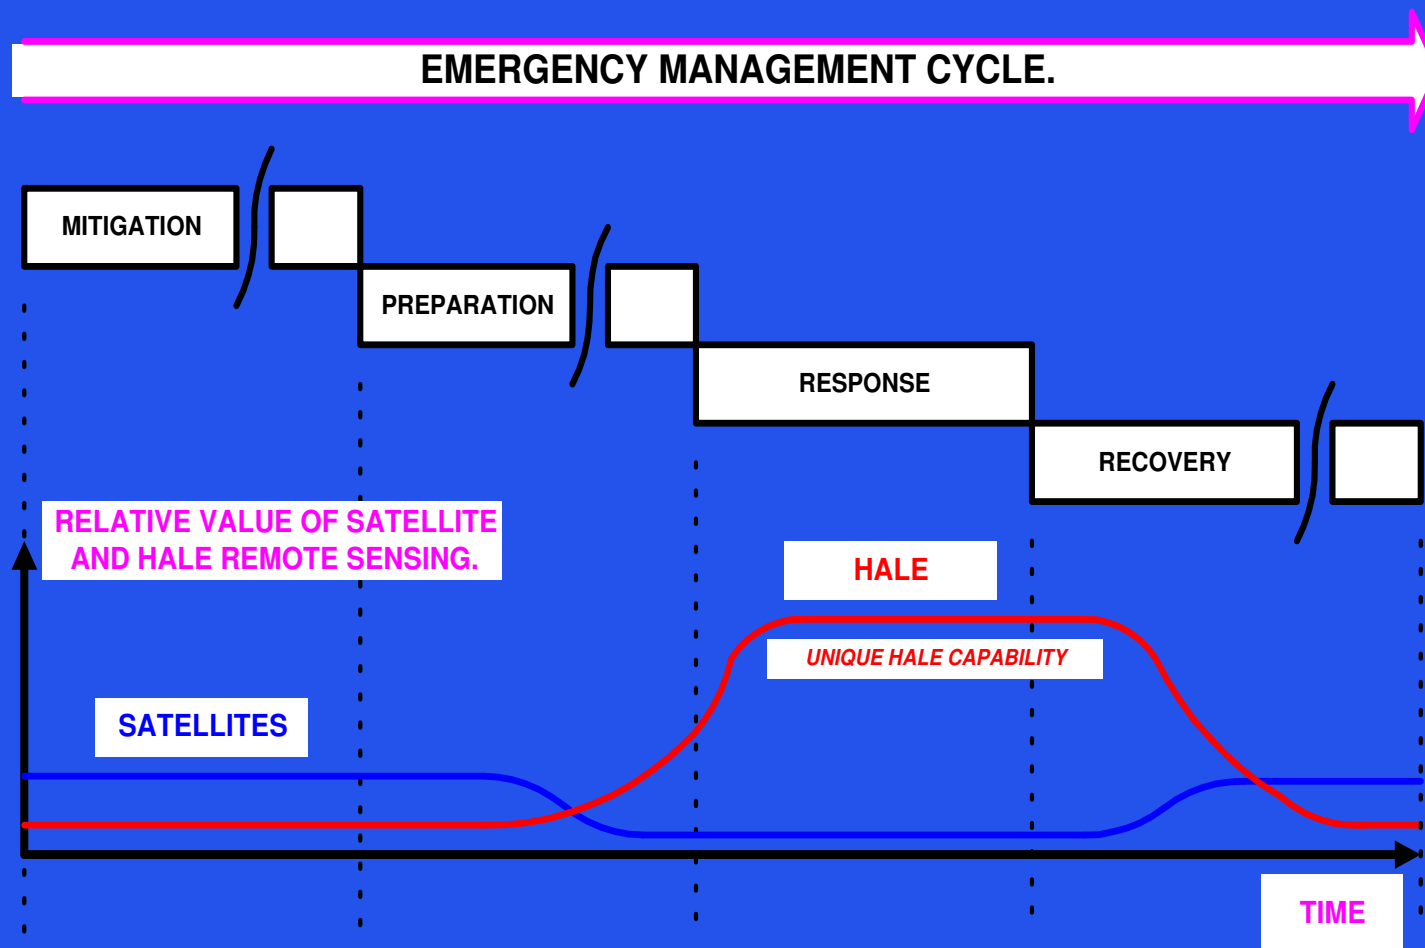 EMERGENCY MANAGEMENT CYCLE.
MITIGATION
PREPARATION
RESPONSE
RECOVERY
RELATIVE VALUE OF SATELLITE
AND HALE REMOTE SENSING.
HALE
UNIQUE HALE CAPABILITY
SATELLITES
TIME